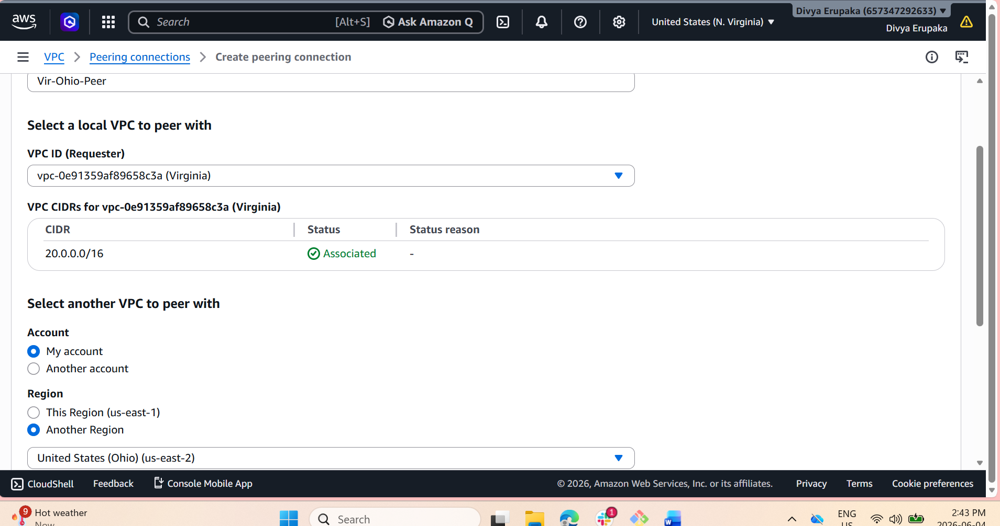 aws
Search [Alt+S] Ask Amazon Q
United States (N. Virginia)
Divya Erupaka (657347292633)
Divya Erupaka
VPC > Peering connections > Create peering connection
Vir-Ohio-Peer
Select a local VPC to peer with
VPC ID (Requester)
vpc-0e91359af89658c3a (Virginia)
VPC CIDRs for vpc-0e91359af89658c3a (Virginia)
CIDR Status Status reason
20.0.0.0/16 Associated -
Select another VPC to peer with
Account
My account
Another account
Region
This Region (us-east-1)
Another Region
United States (Ohio) (us-east-2)
CloudShell Feedback Console Mobile App © 2026, Amazon Web Services, Inc. or its affiliates. Privacy Terms Cookie preferences
9 Hot weather
Now
Search
1
W
ENG
US
2:43 PM
2026-06-04